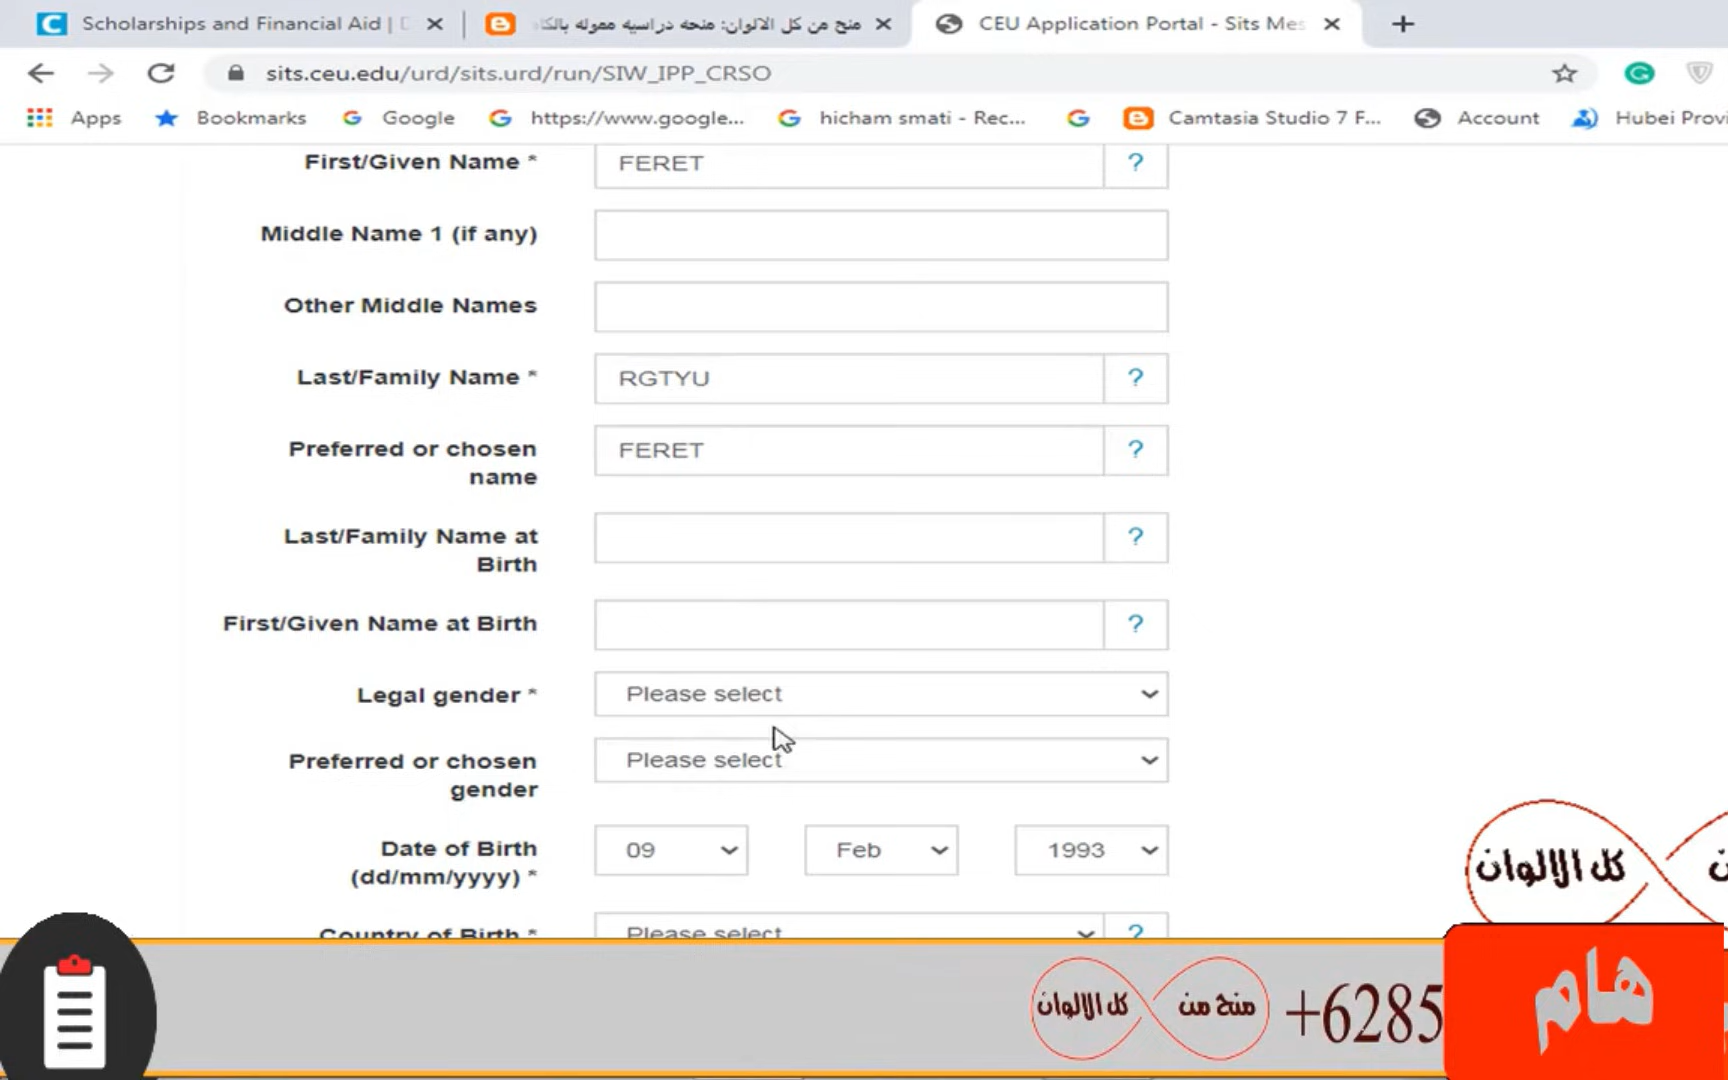 Scholarships and Financial Aid |
منح من كل الالوان: منحه دراسيه مموله بالكا
CEU Application Portal - Sits Mes
sits.ceu.edu/urd/sits.urd/run/SIW_IPP_CRSO
Apps
Bookmarks
Google
https://www.google...
hicham smati - Rec...
Camtasia Studio 7 F...
Account
Hubei Provi
First/Given Name *
FERET
?
Middle Name 1 (if any)
Other Middle Names
Last/Family Name *
RGTYU
?
Preferred or chosen
name
FERET
?
Last/Family Name at
Birth
?
First/Given Name at Birth
?
Legal gender *
Please select
Preferred or chosen
gender
Please select
Date of Birth
(dd/mm/yyyy) *
09
Feb
1993
Country of Birth *
Please select
?
كل الالوان
منح من
كل الالوان
+6285
هام